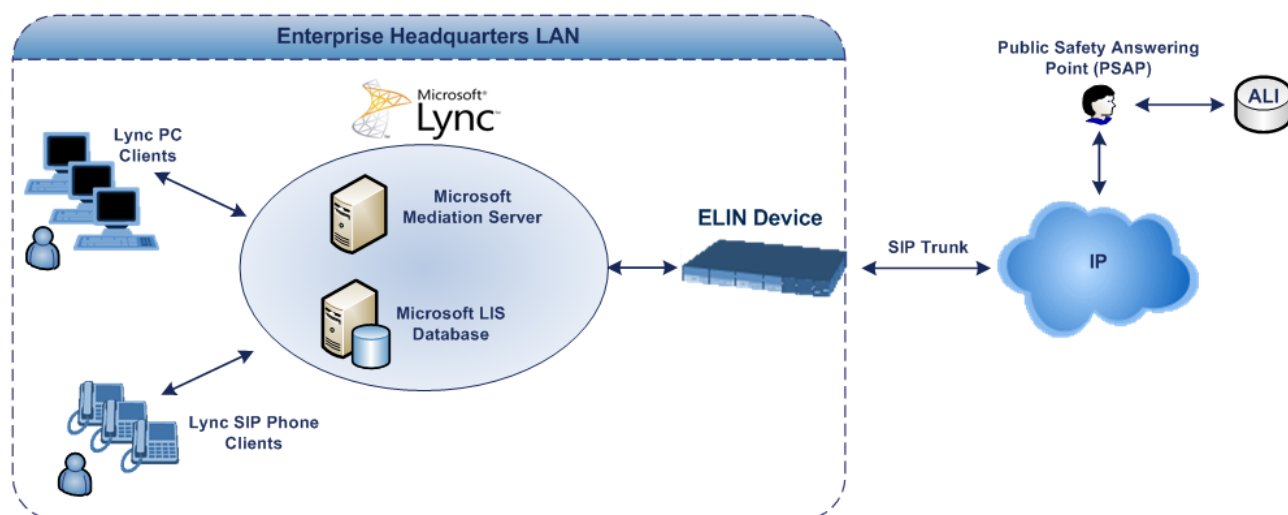 Enterprise Headquarters LAN
Public Safety Answering
Point (PSAP)
ALI
Microsoft®
Lync™
Lync PC
Clients
Microsoft
Mediation Server
ELIN Device
SIP Trunk
IP
Microsoft LIS
Database
Lync SIP Phone
Clients